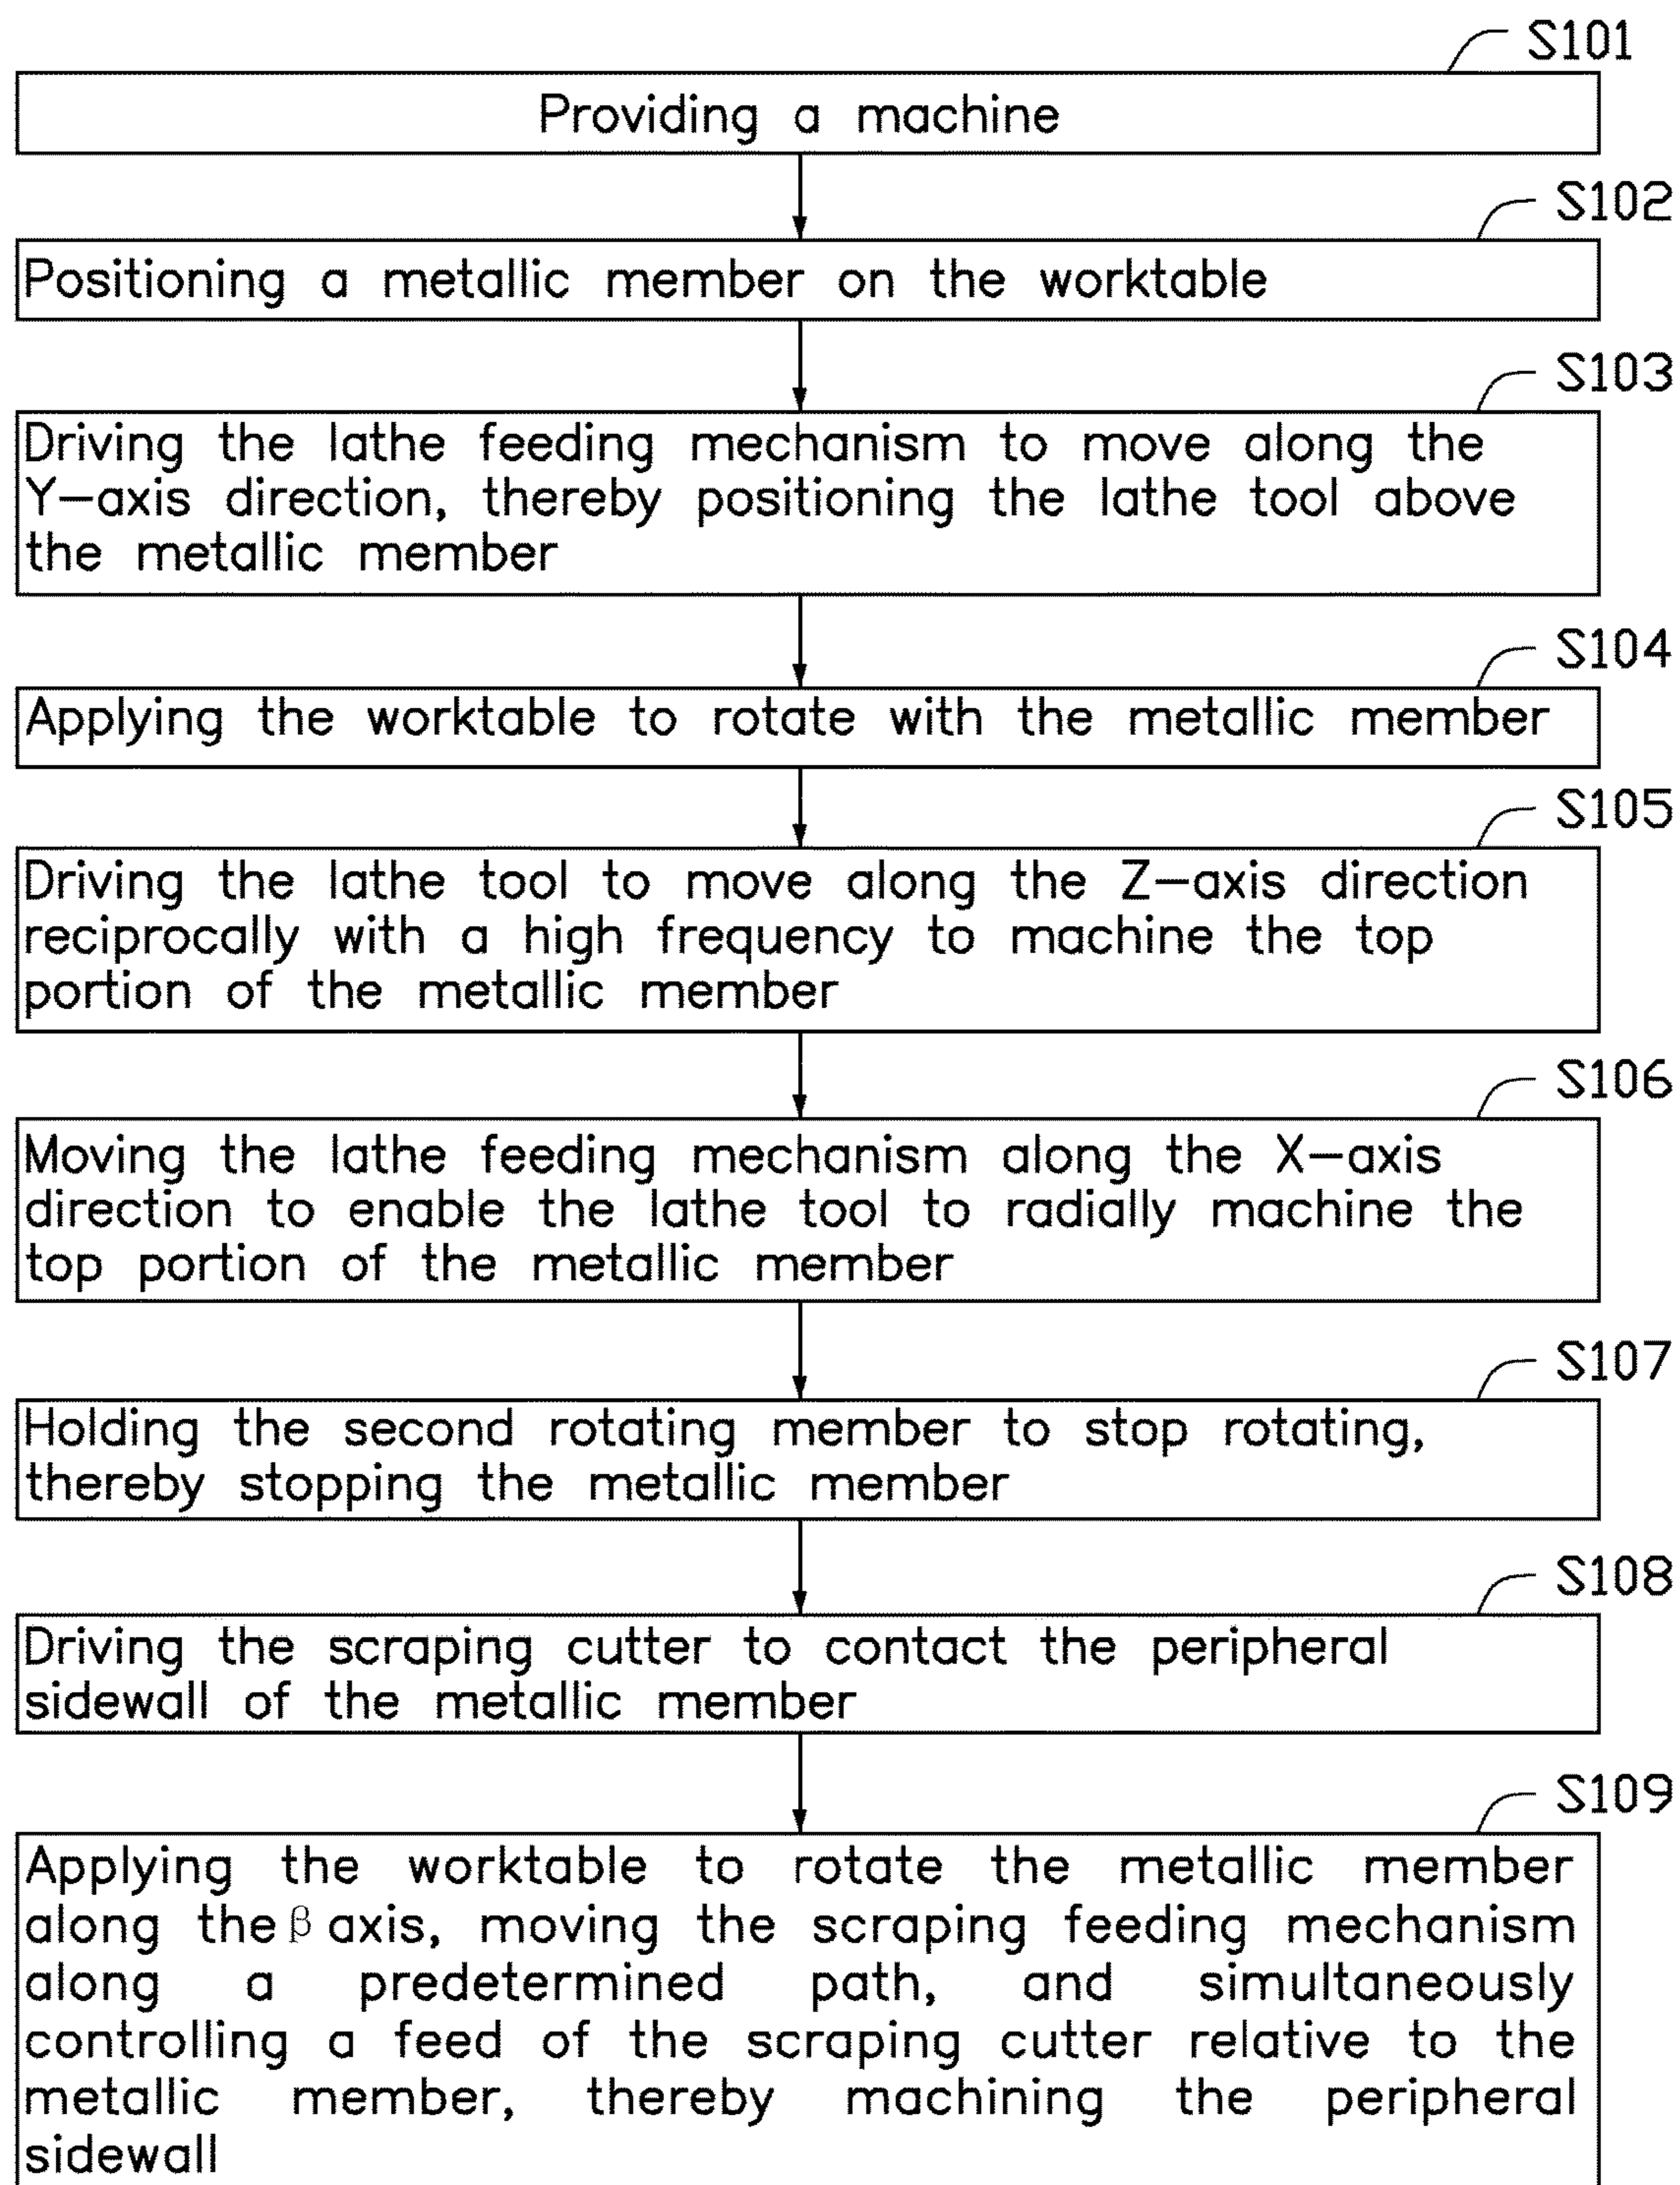 S101
Providing a machine
S102
Positioning a metallic member on the worktable
S103
Driving the lathe feeding mechanism to move along the
Y-axis direction, thereby positioning the lathe tool above
the metallic member
S104
Applying the worktable to rotate with the metallic member
S105
Driving the lathe tool to move along the Z-axis direction
reciprocally with a high frequency to machine the top
portion of the metallic member
S106
Moving the lathe feeding mechanism along the X-axis
direction to enable the lathe tool to radially machine the
top portion of the metallic member
S107
Holding the second rotating member to stop rotating,
thereby stopping the metallic member
S108
Driving the scraping cutter to contact the peripheral
sidewall of the metallic member
S109
Applying the worktable to rotate the metallic member
along the β axis, moving the scraping feeding mechanism
along a predetermined path, and simultaneously
controlling a feed of the scraping cutter relative to the
metallic member, thereby machining the peripheral
sidewall